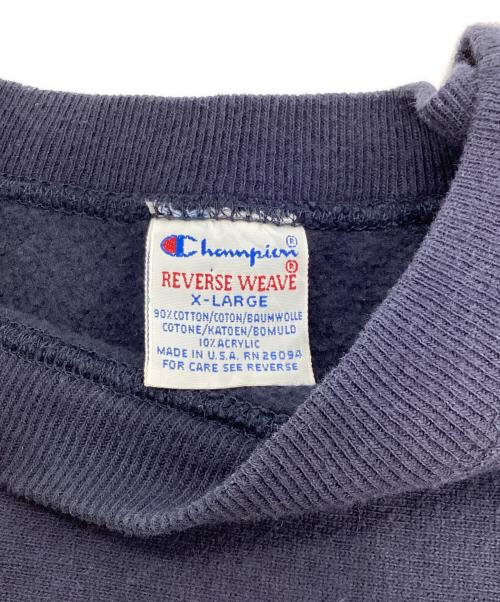 Champion ®
REVERSE WEAVE ®
X-LARGE
90% COTTON/COTON/BAUMWOLLE
COTONE/KATOEN/BOMULD
10% ACRYLIC
MADE IN U.S.A. RN 26094
FOR CARE SEE REVERSE